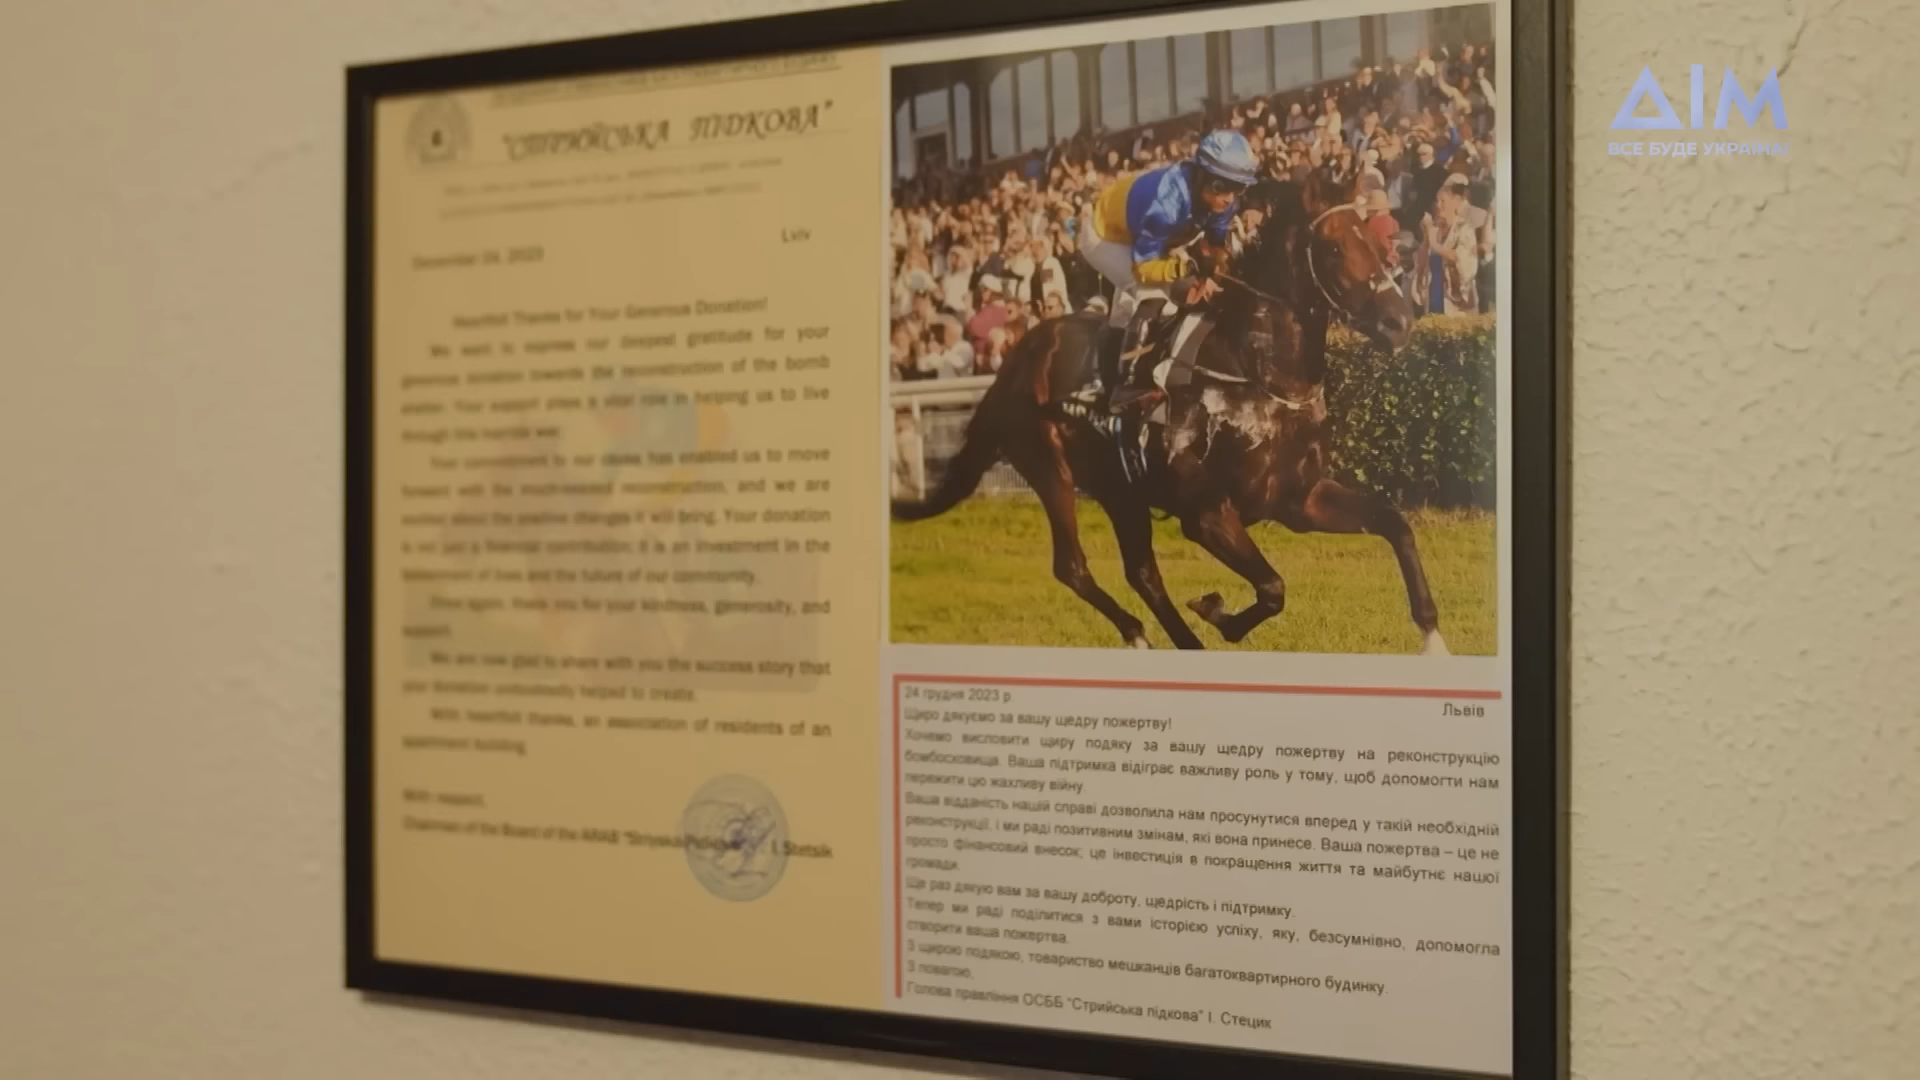 "СТРИЙСЬКА ПІДКОВА"
Lviv
December 24, 2023
Heartfelt Thanks for Your Generous Donation!
We want to express our deepest gratitude for your
generous donation towards the reconstruction of the bomb
shelter. Your support plays a vital role in helping us to live
through this horrible war.
Your commitment to our cause has enabled us to move
forward with the much-needed reconstruction, and we are
excited about the positive changes it will bring. Your donation
is not just a financial contribution; it is an investment in the
betterment of lives and the future of our community.
Once again, thank you for your kindness, generosity, and
support.
We are now glad to share with you the success story that
your donation undoubtedly helped to create.
With heartfelt thanks, an association of residents of an
apartment building.
With respect,
Chairman of the Board of the I. Stetsik
24 грудня 2023 р.
Львів
Щиро дякуємо за вашу щедру пожертву!
Хочемо висловити щиру подяку за вашу щедру пожертву на реконструкцію
бомбосховища. Ваша підтримка відіграє важливу роль у тому, щоб допомогти нам
пережити цю жахливу війну.
Ваша відданість нашій справі дозволила нам просунутися вперед у такій необхідній
реконструкції, і ми раді позитивним змінам, які вона принесе. Ваша пожертва – це не
просто фінансовий внесок; це інвестиція в покращення життя та майбутнє нашої
громади.
Ще раз дякую вам за вашу доброту, щедрість і підтримку.
Тепер ми раді поділитися з вами історією успіху, яку, безсумнівно, допомогла
створити ваша пожертва.
З щирою подякою, товариство мешканців багатоквартирного будинку.
З повагою,
Голова правління ОСББ "Стрийська підкова" І. Стецик
ДІМ
ВСЕ БУДЕ УКРАЇНА!